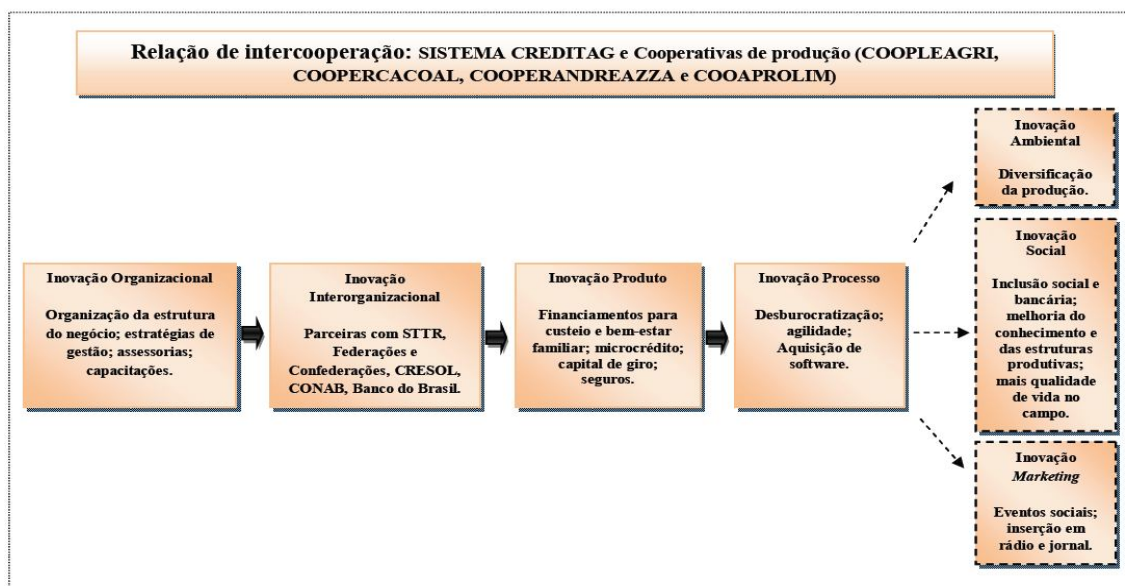 Relação de intercooperação: SISTEMA CREDITAG e Cooperativas de produção (COOPLEAGRI,
COOPERCACOAL, COOPERANDREAZZA e COOAPROLIM)
Inovação Organizacional
Organização da estrutura
do negócio; estratégias de
gestão; assessorias;
capacitações.
Inovação
Interorganizacional
Parceiras com STTR,
Federações e
Confederações, CRESOL,
CONAB, Banco do Brasil.
Inovação Produto
Financiamentos para
custeio e bem-estar
familiar; microcrédito;
capital de giro;
seguros.
Inovação Processo
Desburocratização;
agilidade;
Aquisição de
software.
Inovação
Ambiental
Diversificação
da produção.
Inovação
Social
Inclusão social e
bancária;
melhoria do
conhecimento e
das estruturas
produtivas;
mais qualidade
de vida no
campo.
Inovação
Marketing
Eventos sociais;
inserção em
rádio e jornal.